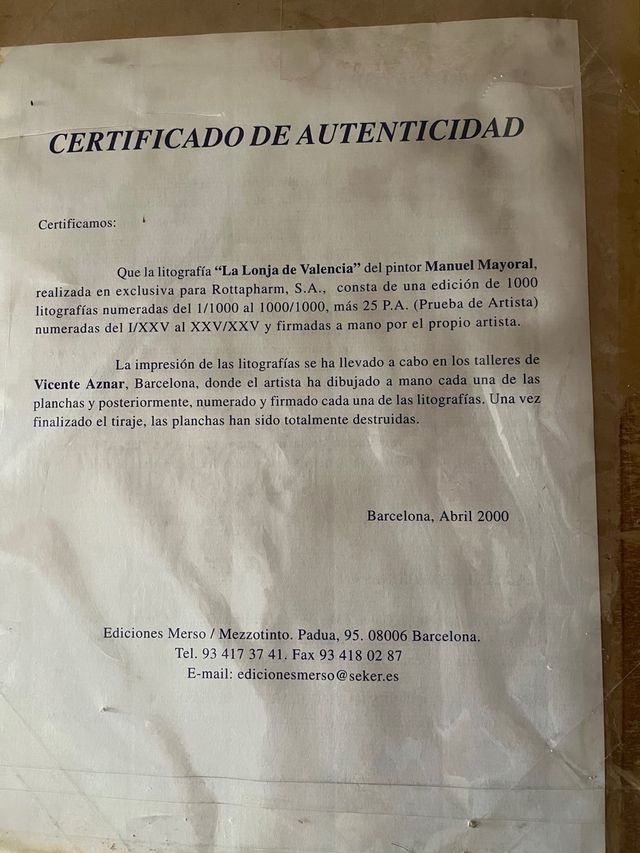 CERTIFICADO DE AUTENTICIDAD
Certificamos:
Que la litografía “La Lonja de Valencia” del pintor Manuel Mayoral,
realizada en exclusiva para Rottapharm, S.A., consta de una edición de 1000
litografías numeradas del 1/1000 al 1000/1000, más 25 P.A. (Prueba de Artista)
numeradas del I/XXV al XXV/XXV y firmadas a mano por el propio artista.
La impresión de las litografías se ha llevado a cabo en los talleres de
Vicente Aznar, Barcelona, donde el artista ha dibujado a mano cada una de las
planchas y posteriormente, numerado y firmado cada una de las litografías. Una vez
finalizado el tiraje, las planchas han sido totalmente destruidas.
Barcelona, Abril 2000
Ediciones Merso / Mezzotinto. Padua, 95. 08006 Barcelona.
Tel. 93 417 37 41. Fax 93 418 02 87
E-mail: edicionesmerso@seker.es